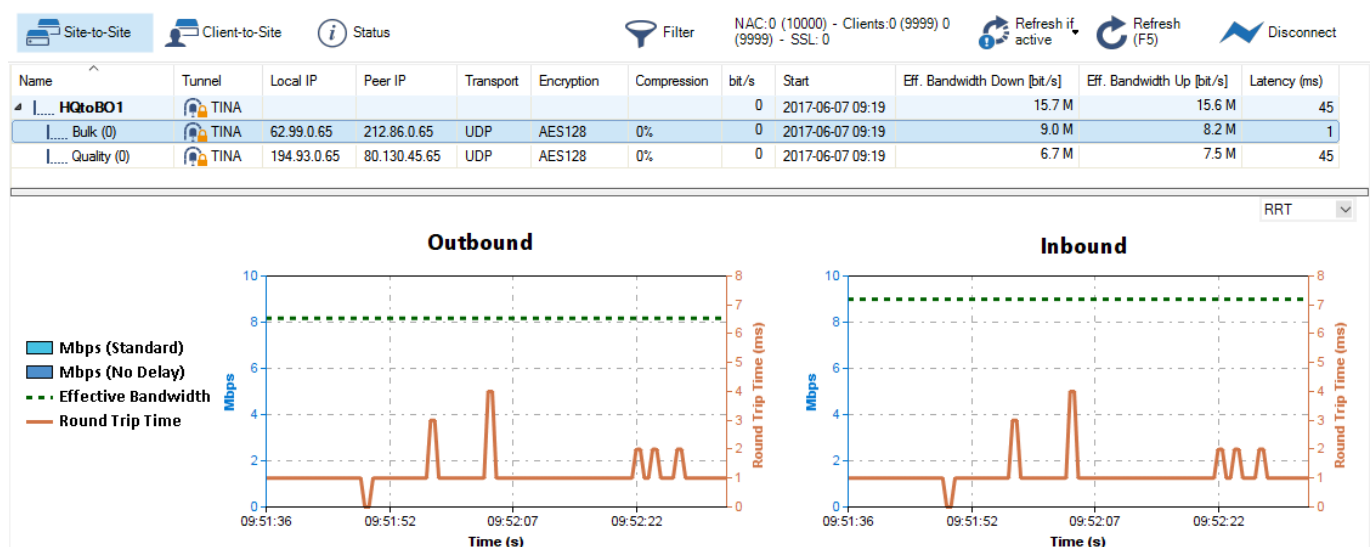 Site-to-Site Client-to-Site i Status Filter NAC:0 (10000) - Clients:0 (9999) 0 Refresh if Refresh Disconnect
(9999) - SSL: 0 active (F5)
Name Tunnel Local IP Peer IP Transport Encryption Compression bit/s Start Eff. Bandwidth Down [bit/s] Eff. Bandwidth Up [bit/s] Latency (ms)
HQtoBO1 TINA 0 2017-06-07 09:19 15.7 M 15.6 M 45
Bulk (0) TINA 62.99.0.65 212.86.0.65 UDP AES128 0% 0 2017-06-07 09:19 9.0 M 8.2 M 1
Quality (0) TINA 194.93.0.65 80.130.45.65 UDP AES128 0% 0 2017-06-07 09:19 6.7 M 7.5 M 45
RRT
Mbps (Standard)
Mbps (No Delay)
Effective Bandwidth
Round Trip Time
Outbound
Mbps
10
8
6
4
2
0
8
7
6
5
4
3
2
1
0
Round Trip Time (ms)
09:51:36 09:51:52 09:52:07 09:52:22
Time (s)
Inbound
Mbps
10
8
6
4
2
0
8
7
6
5
4
3
2
1
0
Round Trip Time (ms)
09:51:36 09:51:52 09:52:07 09:52:22
Time (s)